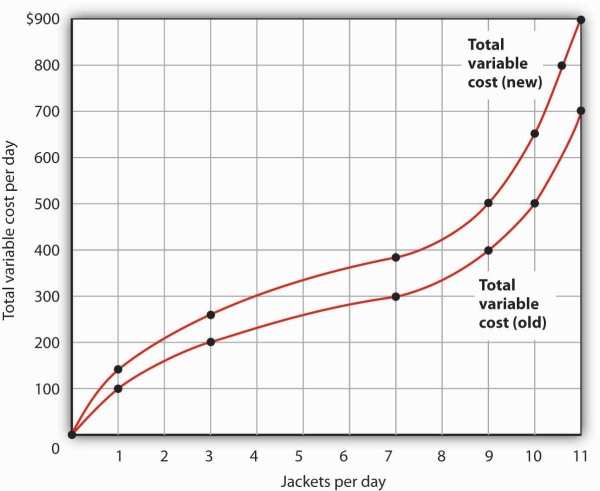 $900
800
700
600
500
400
300
200
100
0
Total variable cost per day
Total
variable
cost (new)
Total
variable
cost (old)
1 2 3 4 5 6 7 8 9 10 11
Jackets per day